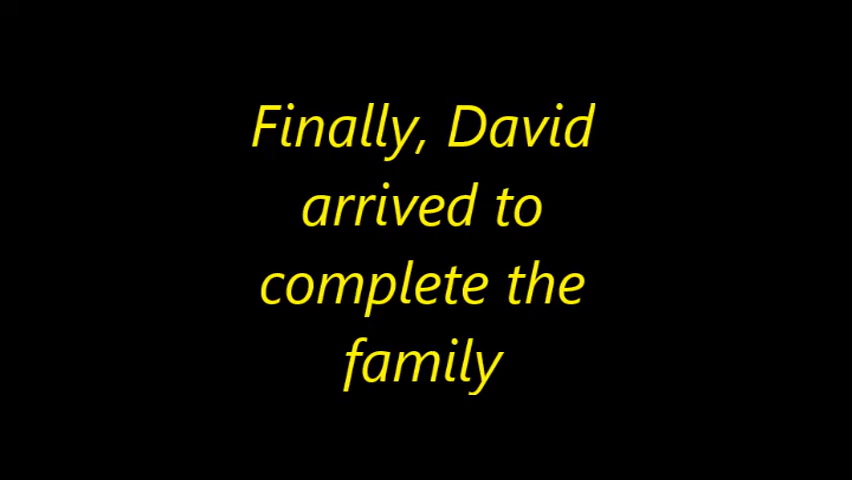 Finally, David
arrived to
complete the
family